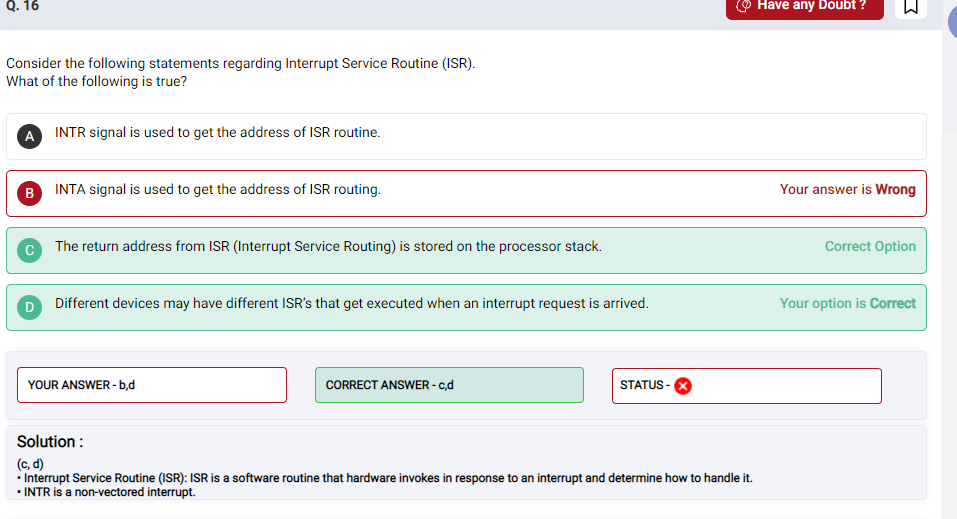 Q. 16
Have any Doubt ?
Consider the following statements regarding Interrupt Service Routine (ISR).
What of the following is true?
A INTR signal is used to get the address of ISR routine.
B INTA signal is used to get the address of ISR routing. Your answer is Wrong
C The return address from ISR (Interrupt Service Routing) is stored on the processor stack. Correct Option
D Different devices may have different ISR's that get executed when an interrupt request is arrived. Your option is Correct
YOUR ANSWER - b,d CORRECT ANSWER - c,d STATUS -
Solution :
(c, d)
• Interrupt Service Routine (ISR): ISR is a software routine that hardware invokes in response to an interrupt and determine how to handle it.
• INTR is a non-vectored interrupt.